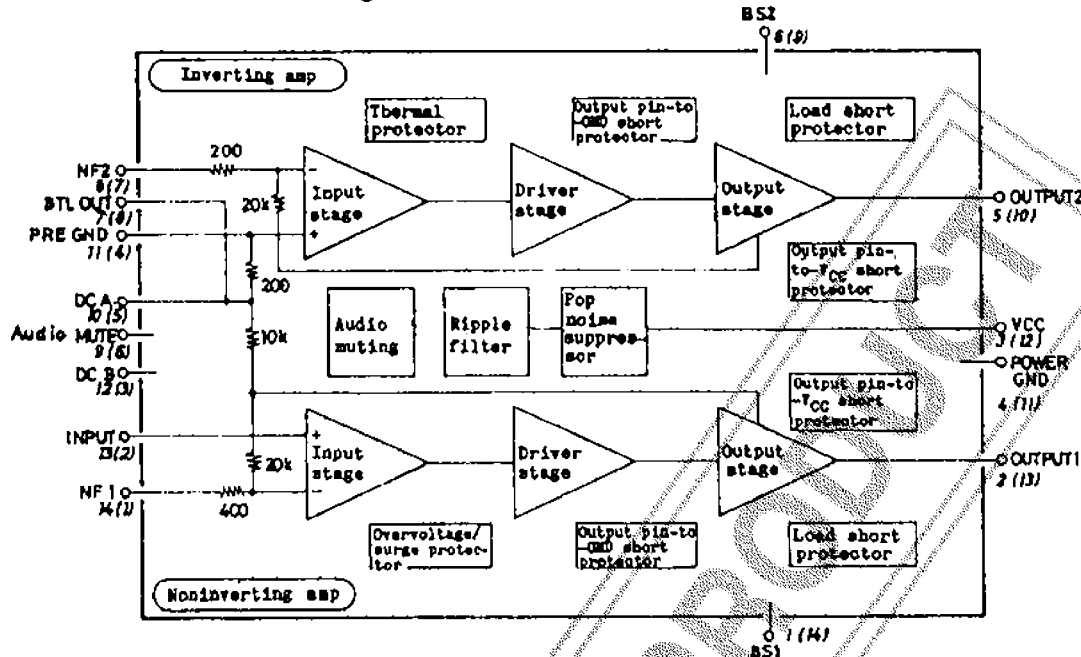 BS2
6(9)
Inverting amp
Thermal
protector
Output pin-to
-GND short
protector
Load short
protector
200
NF2
8(7)
BTL OUT
7(8)
20k
Input
stage
Driver
stage
Output
stage
OUTPUT2
5(10)
PRE GND
11(4)
200
Output pin-
to-VCC short
protector
DC A
10(5)
Audio MUTE
9(6)
10k
Audio
muting
Ripple
filter
Pop
noise
suppres-
sor
VCC
3(12)
POWER
GND
4(11)
DC B
12(3)
Output pin-to
-VCC short
protector
INPUT
13(2)
20k
Input
stage
Driver
stage
Output
stage
OUTPUT1
2(13)
NF1
14(1)
400
Overvoltage/
surge protec-
tor
Output pin-to
-GND short
protector
Load short
protector
Noninverting amp
1(14)
BS1
PRODUCT